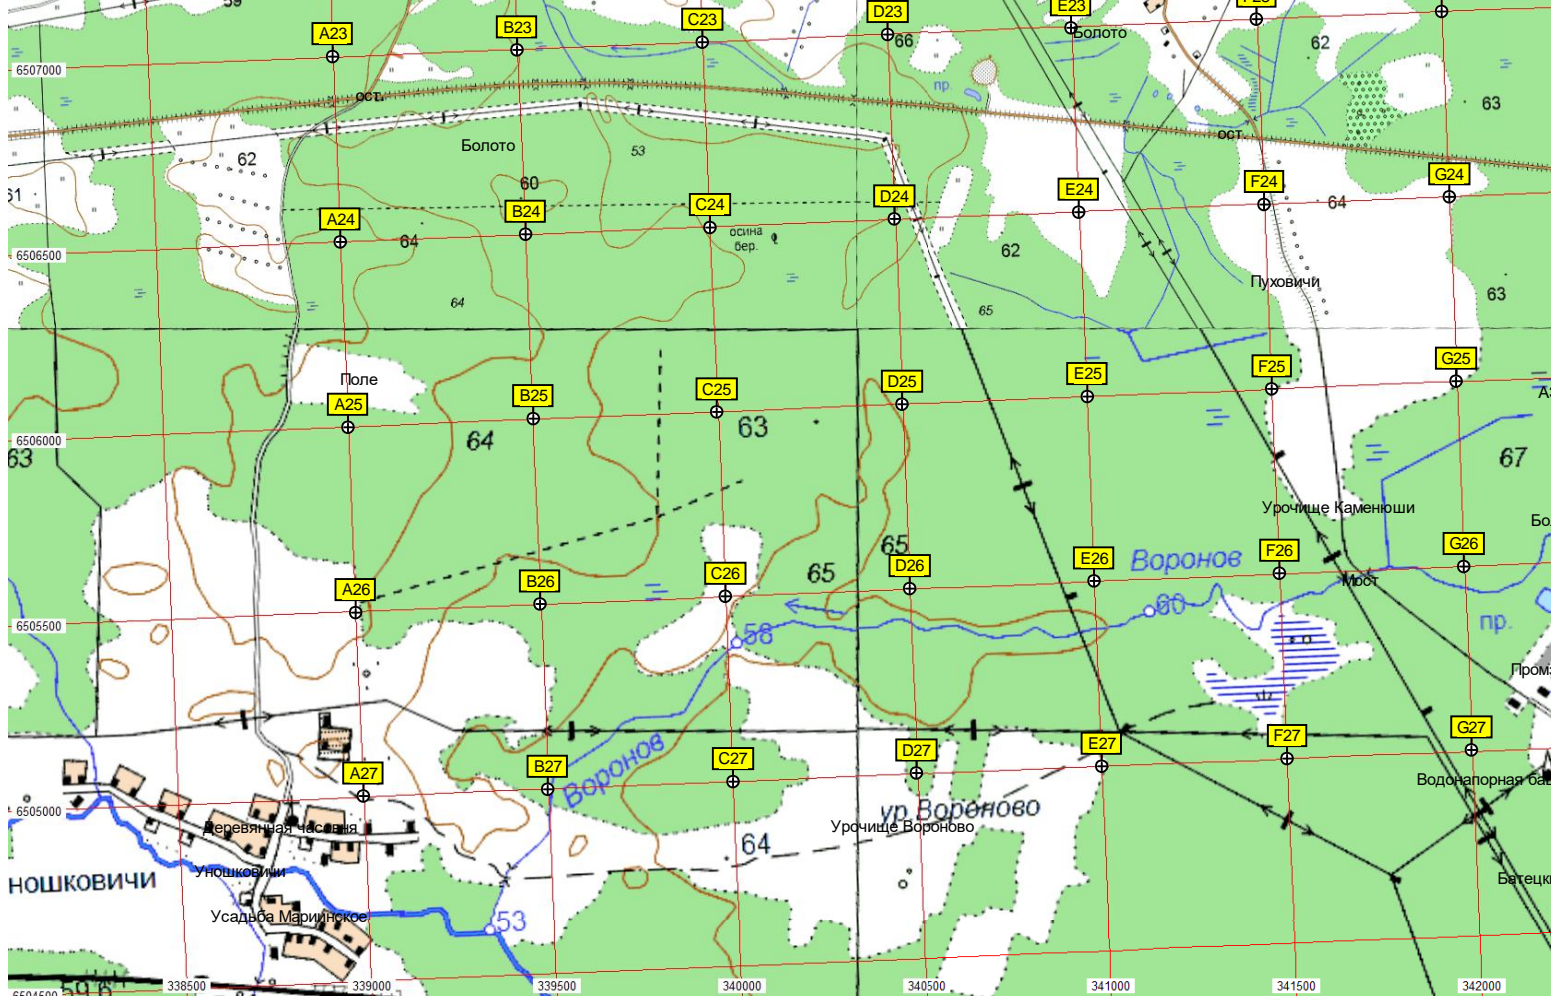 59
A23
B23
C23
D23
E23
66
Болото
62
6507000
ост.
пр.
63
ост.
Болото
53
62
60
61
A24
B24
C24
D24
E24
F24
G24
64
64
осина
бер.
62
6506500
Пуховичи
63
64
65
Поле
A25
B25
C25
D25
E25
F25
G25
6506000
63
64
63
67
Урочище Каменюши
65
65
A26
B26
C26
D26
E26
F26
G26
Воронов
Мост
6505500
58
60
пр.
A27
B27
C27
D27
E27
F27
G27
Воронов
Водонапорная ба
6505000
ур Вороново
Деревянная часовня
Урочище Вороново
64
Уношковичи
ношковичи
Батецк
Усадьба Мариинское
53
338500
339000
339500
340000
340500
341000
341500
342000
59.6